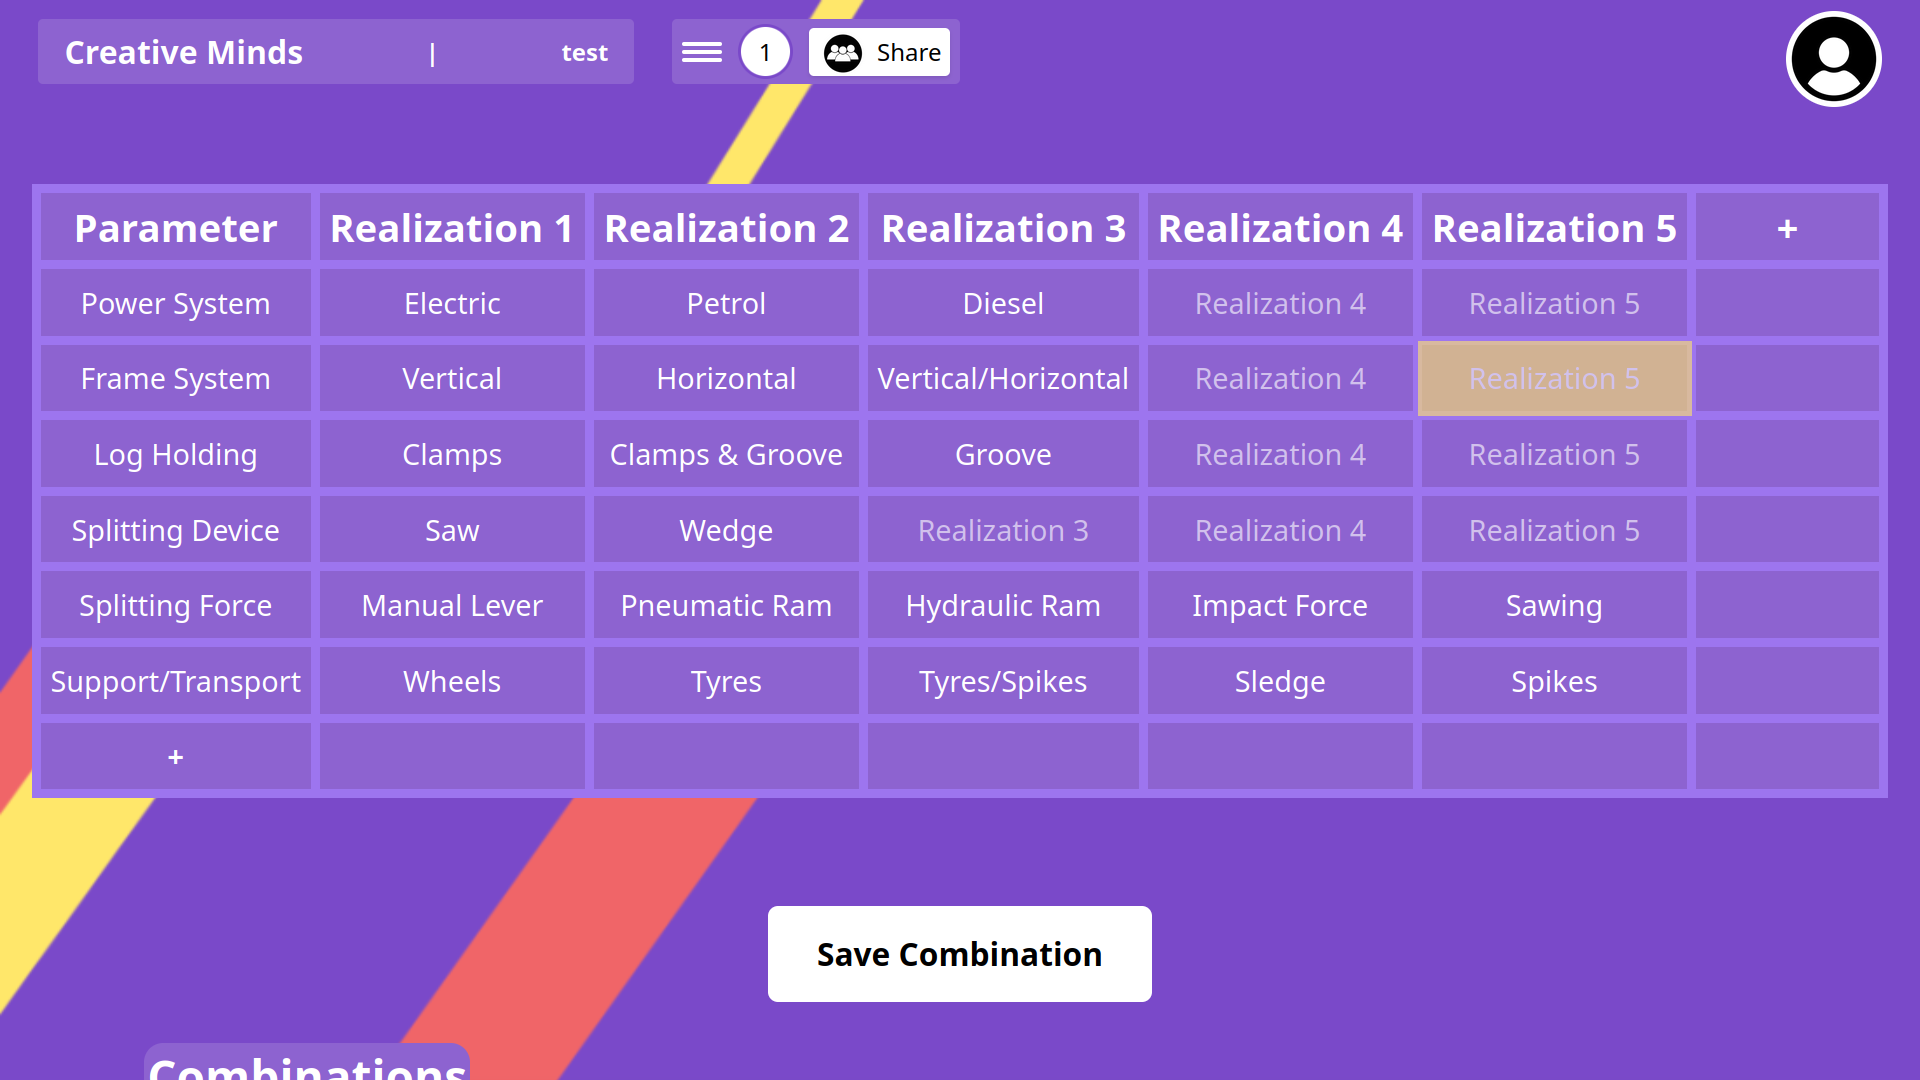 Creative Minds | test 1 Share
Parameter Realization 1 Realization 2 Realization 3 Realization 4 Realization 5 +
Power System Electric Petrol Diesel Realization 4 Realization 5
Frame System Vertical Horizontal Vertical/Horizontal Realization 4 Realization 5
Log Holding Clamps Clamps & Groove Groove Realization 4 Realization 5
Splitting Device Saw Wedge Realization 3 Realization 4 Realization 5
Splitting Force Manual Lever Pneumatic Ram Hydraulic Ram Impact Force Sawing
Support/Transport Wheels Tyres Tyres/Spikes Sledge Spikes
+
Save Combination
Combinations